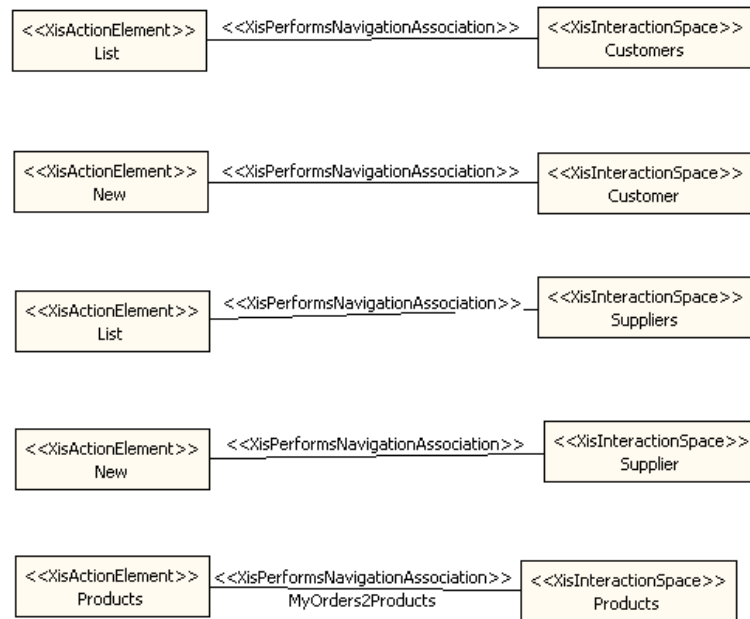 <<XisActionElement>> <<XisPerformsNavigationAssociation>> <<XisInteractionSpace>>
List Customers
<<XisActionElement>> <<XisPerformsNavigationAssociation>> <<XisInteractionSpace>>
New Customer
<<XisActionElement>> <<XisPerformsNavigationAssociation>> <<XisInteractionSpace>>
List Suppliers
<<XisActionElement>> <<XisPerformsNavigationAssociation>> <<XisInteractionSpace>>
New Supplier
<<XisActionElement>> <<XisPerformsNavigationAssociation>> <<XisInteractionSpace>>
Products MyOrders2Products Products